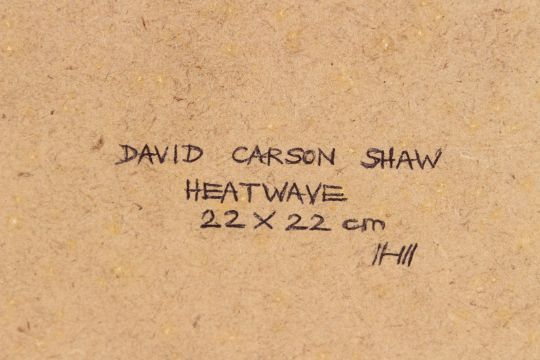 DAVID CARSON SHAW
HEATWAVE
22 X 22 cm